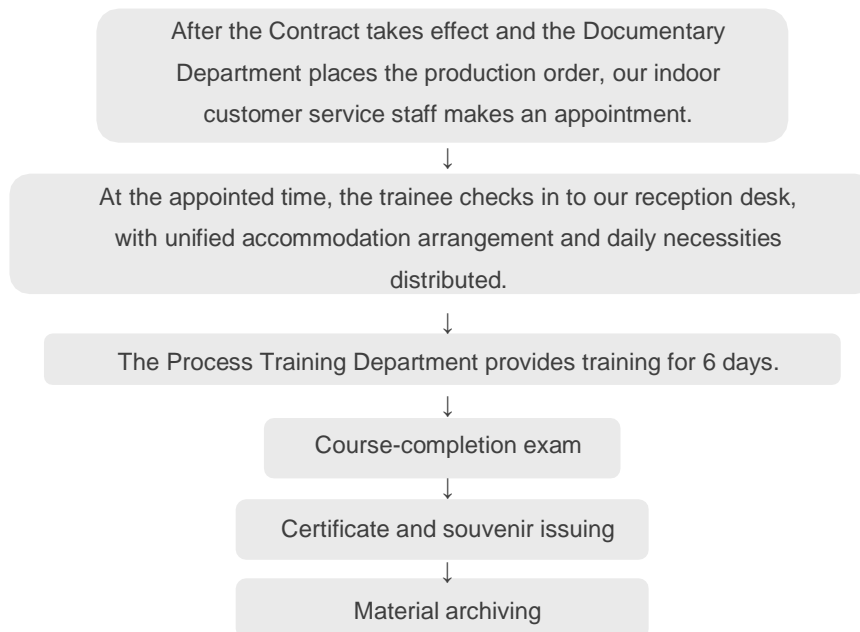 After the Contract takes effect and the Documentary
Department places the production order, our indoor
customer service staff makes an appointment.
↓
At the appointed time, the trainee checks in to our reception desk,
with unified accommodation arrangement and daily necessities
distributed.
↓
The Process Training Department provides training for 6 days.
↓
Course-completion exam
↓
Certificate and souvenir issuing
↓
Material archiving